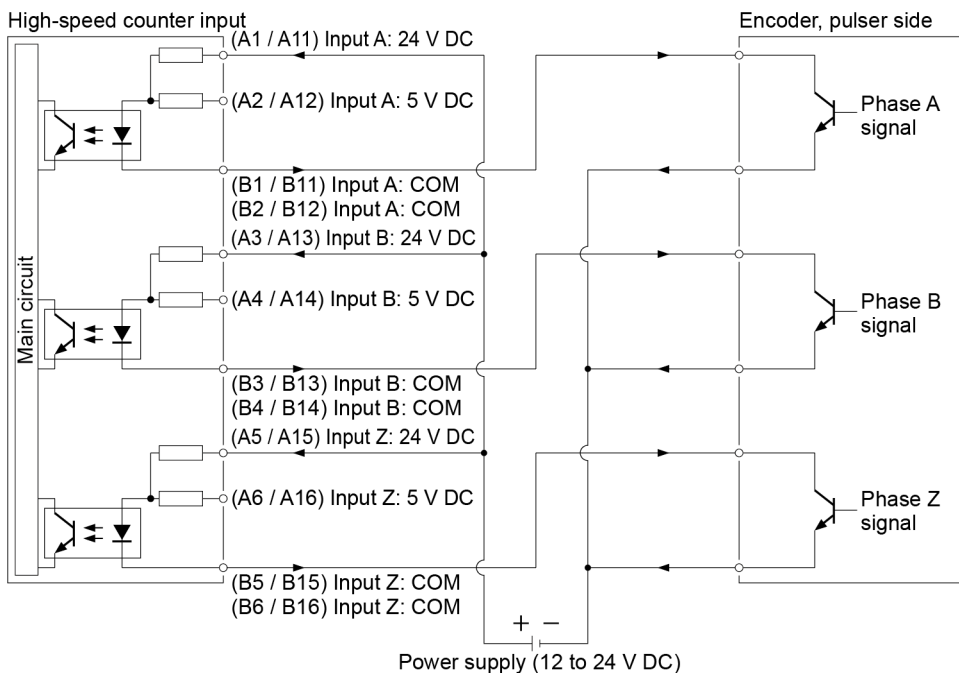 High-speed counter input
Encoder, pulser side
(A1 / A11) Input A: 24 V DC
(A2 / A12) Input A: 5 V DC
Phase A
signal
(B1 / B11) Input A: COM
(B2 / B12) Input A: COM
(A3 / A13) Input B: 24 V DC
(A4 / A14) Input B: 5 V DC
Phase B
signal
Main circuit
(B3 / B13) Input B: COM
(B4 / B14) Input B: COM
(A5 / A15) Input Z: 24 V DC
(A6 / A16) Input Z: 5 V DC
Phase Z
signal
(B5 / B15) Input Z: COM
(B6 / B16) Input Z: COM
+ −
Power supply (12 to 24 V DC)